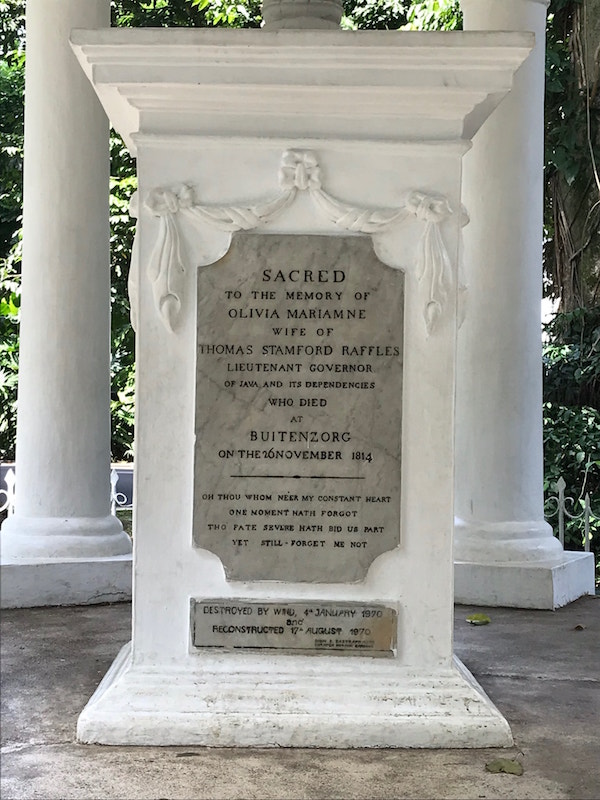 SACRED
TO THE MEMORY OF
OLIVIA MARIAMNE
WIFE OF
THOMAS STAMFORD RAFFLES
LIEUTENANT GOVERNOR
OF JAVA AND ITS DEPENDENCIES
WHO DIED
AT
BUITENZORG
ON THE 26 NOVEMBER 1814
OH THOU WHOM NE'ER MY CONSTANT HEART
ONE MOMENT HATH FORGOT
THO FATE SEVERE HATH BID US PART
YET STILL - FORGET ME NOT
DESTROYED BY WIND, 4th JANUARY 1970
and
RECONSTRUCTED 17th AUGUST 1970